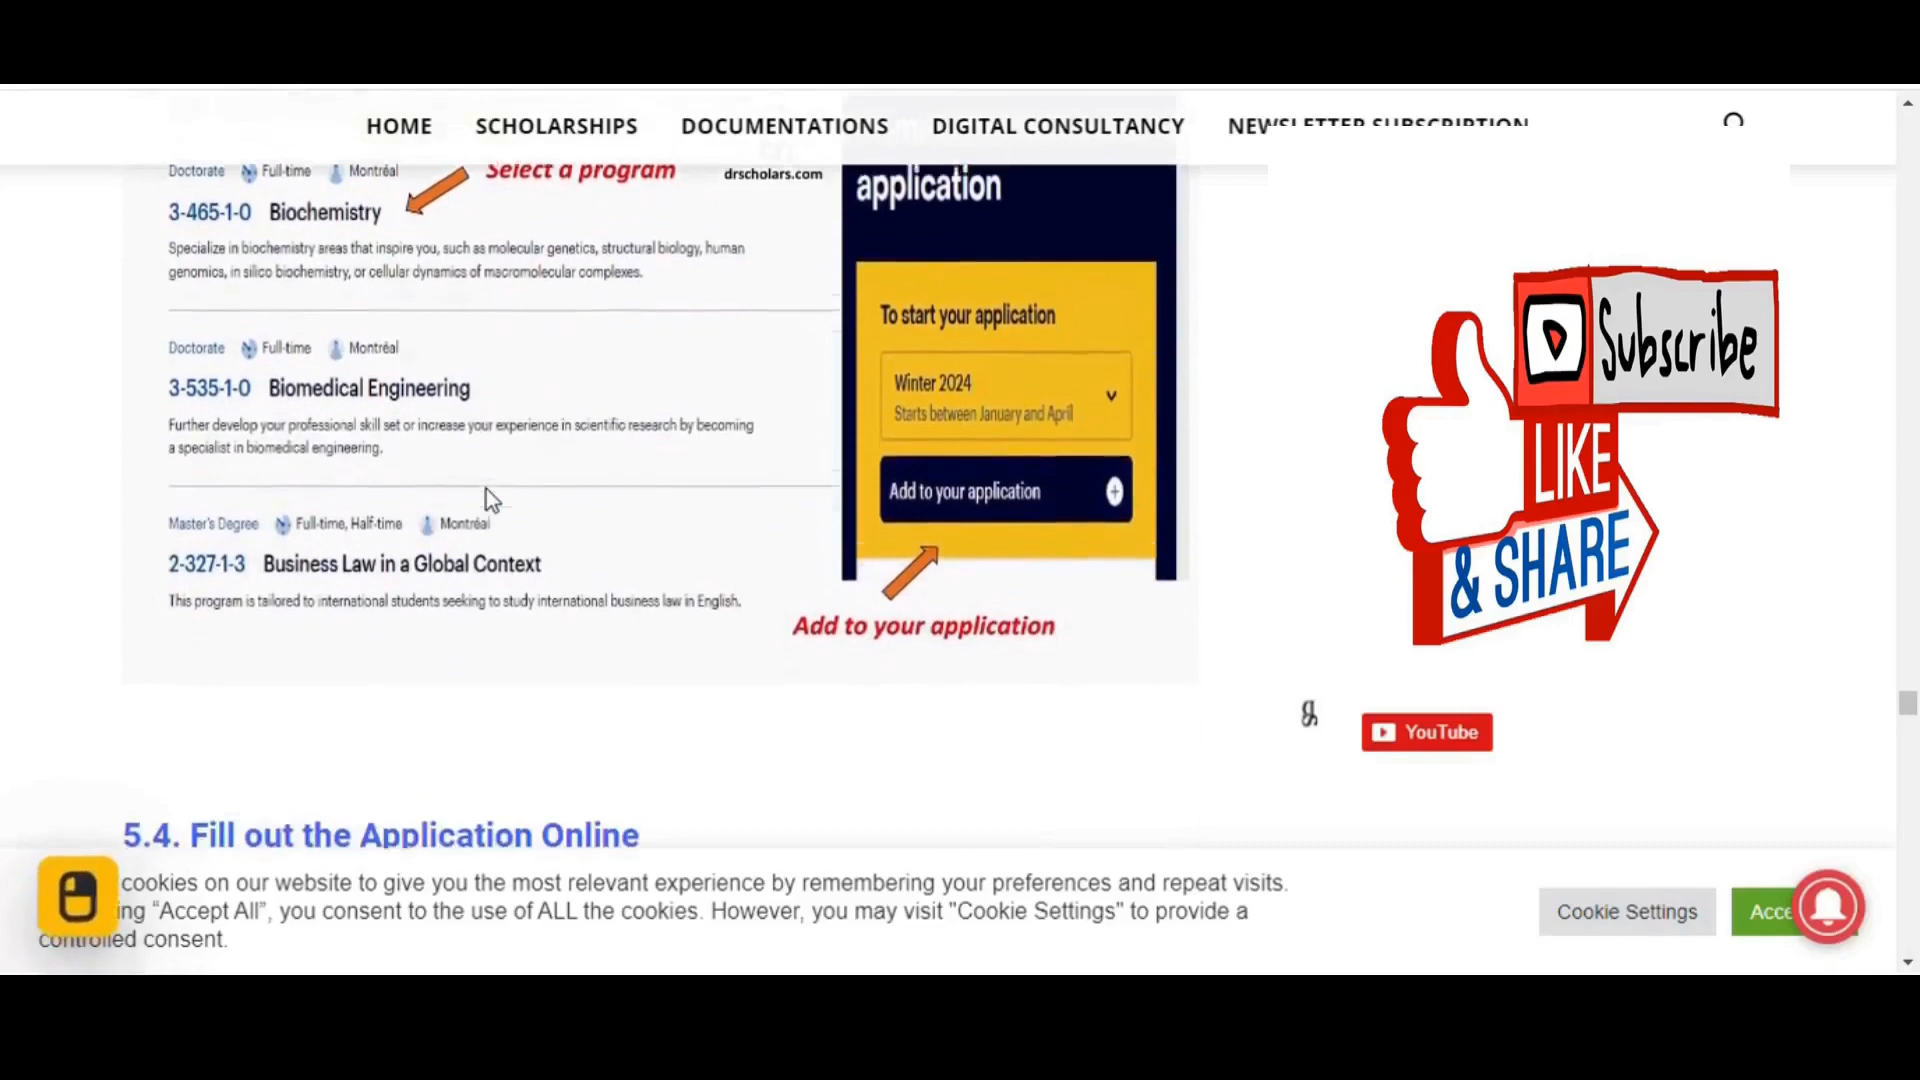 HOME SCHOLARSHIPS DOCUMENTATIONS DIGITAL CONSULTANCY NEWSLETTER SUBSCRIPTION
Doctorate Full-time Montréal
Select a program
drscholars.com
3-465-1-0 Biochemistry
Specialize in biochemistry areas that inspire you, such as molecular genetics, structural biology, human
genomics, in silico biochemistry, or cellular dynamics of macromolecular complexes.
Doctorate Full-time Montréal
3-535-1-0 Biomedical Engineering
Further develop your professional skill set or increase your experience in scientific research by becoming
a specialist in biomedical engineering.
Master's Degree Full-time, Half-time Montréal
2-327-1-3 Business Law in a Global Context
This program is tailored to international students seeking to study international business law in English.
application
To start your application
Winter 2024
Starts between January and April
Add to your application
Add to your application
Subscribe
LIKE
& SHARE
YouTube
5.4. Fill out the Application Online
cookies on our website to give you the most relevant experience by remembering your preferences and repeat visits.
ing “Accept All”, you consent to the use of ALL the cookies. However, you may visit "Cookie Settings" to provide a
controlled consent.
Cookie Settings
Acce